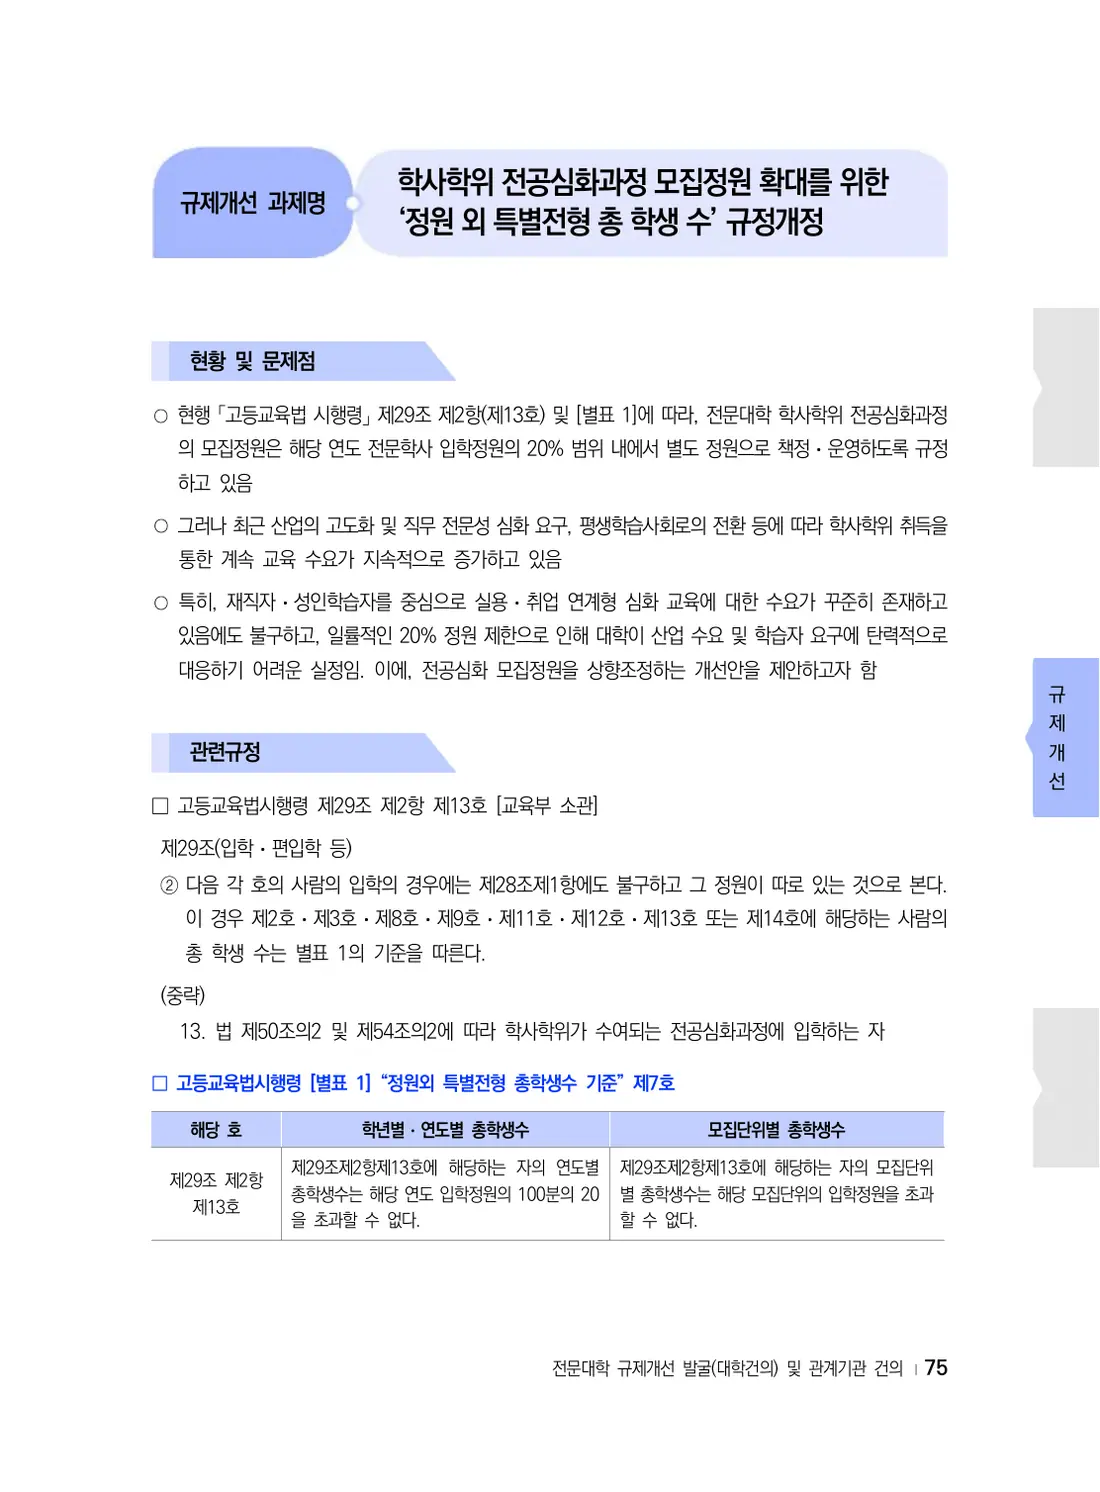 규제개선 과제명
학사학위 전공심화과정 모집정원 확대를 위한
‘정원 외 특별전형 총 학생 수’ 규정개정
현황 및 문제점
○ 현행 「고등교육법 시행령」 제29조 제2항(제13호) 및 [별표 1]에 따라, 전문대학 학사학위 전공심화과정
의 모집정원은 해당 연도 전문학사 입학정원의 20% 범위 내에서 별도 정원으로 책정·운영하도록 규정
하고 있음
○ 그러나 최근 산업의 고도화 및 직무 전문성 심화 요구, 평생학습사회로의 전환 등에 따라 학사학위 취득을
통한 계속 교육 수요가 지속적으로 증가하고 있음
○ 특히, 재직자·성인학습자를 중심으로 실용·취업 연계형 심화 교육에 대한 수요가 꾸준히 존재하고
있음에도 불구하고, 일률적인 20% 정원 제한으로 인해 대학이 산업 수요 및 학습자 요구에 탄력적으로
대응하기 어려운 실정임. 이에, 전공심화 모집정원을 상향조정하는 개선안을 제안하고자 함
관련규정
□ 고등교육법시행령 제29조 제2항 제13호 [교육부 소관]
제29조(입학·편입학 등)
② 다음 각 호의 사람의 입학의 경우에는 제28조제1항에도 불구하고 그 정원이 따로 있는 것으로 본다.
이 경우 제2호·제3호·제8호·제9호·제11호·제12호·제13호 또는 제14호에 해당하는 사람의
총 학생 수는 별표 1의 기준을 따른다.
(중략)
13. 법 제50조의2 및 제54조의2에 따라 학사학위가 수여되는 전공심화과정에 입학하는 자
□ 고등교육법시행령 [별표 1] “정원외 특별전형 총학생수 기준” 제7호
해당 호 학년별·연도별 총학생수 모집단위별 총학생수
제29조 제2항
제13호
제29조제2항제13호에 해당하는 자의 연도별
총학생수는 해당 연도 입학정원의 100분의 20
을 초과할 수 없다.
제29조제2항제13호에 해당하는 자의 모집단위
별 총학생수는 해당 모집단위의 입학정원을 초과
할 수 없다.
규
제
개
선
전문대학 규제개선 발굴(대학건의) 및 관계기관 건의 | 75